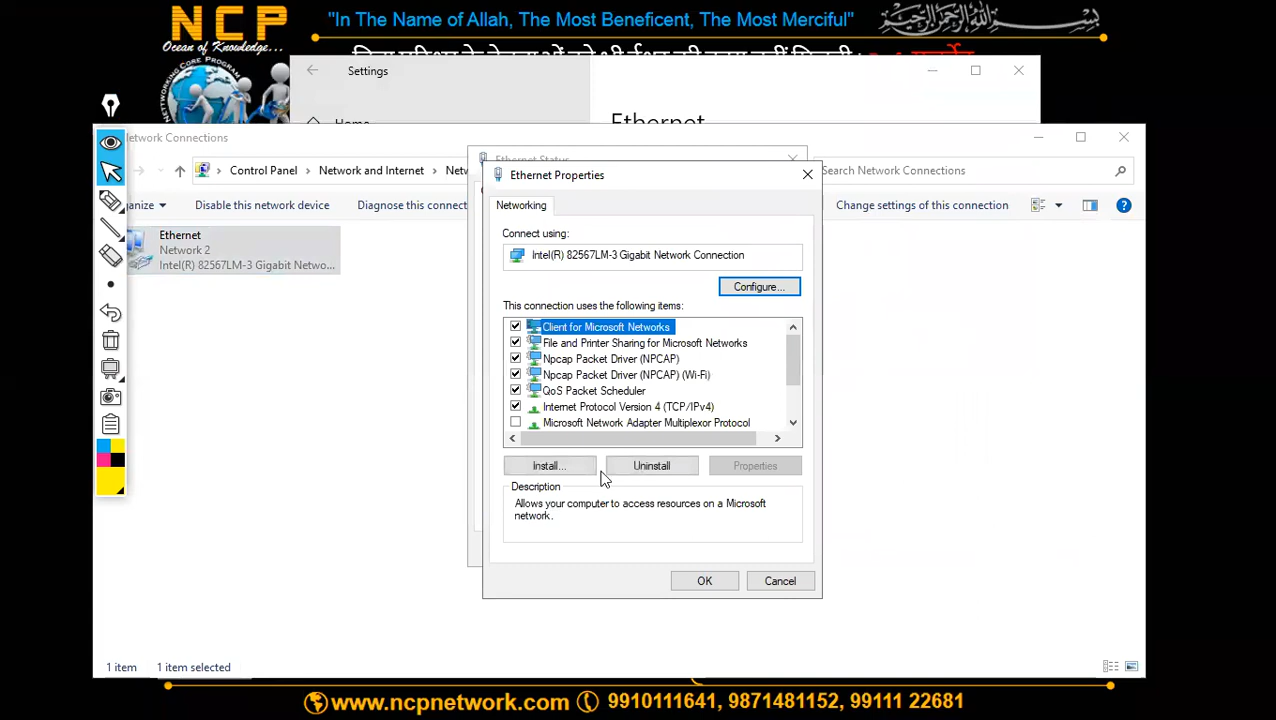 NCP
Ocean of Knowledge...
"In The Name of Allah, The Most Beneficent, The Most Merciful"
Settings
Home
Ethernet
Network Connections
Control Panel > Network and Internet >
Search Network Connections
Disable this network device
Diagnose this connect
Change settings of this connection
Ethernet
Network 2
Intel(R) 82567LM-3 Gigabit Netwo...
Ethernet Status
Ethernet Properties
Networking
Connect using:
Intel(R) 82567LM-3 Gigabit Network Connection
Configure...
This connection uses the following items:
Client for Microsoft Networks
File and Printer Sharing for Microsoft Networks
Npcap Packet Driver (NPCAP)
Npcap Packet Driver (NPCAP) (Wi-Fi)
QoS Packet Scheduler
Internet Protocol Version 4 (TCP/IPv4)
Microsoft Network Adapter Multiplexor Protocol
Install...
Uninstall
Properties
Description
Allows your computer to access resources on a Microsoft
network.
OK
Cancel
1 item
1 item selected
www.ncpnetwork.com
9910111641, 9871481152, 99111 22681